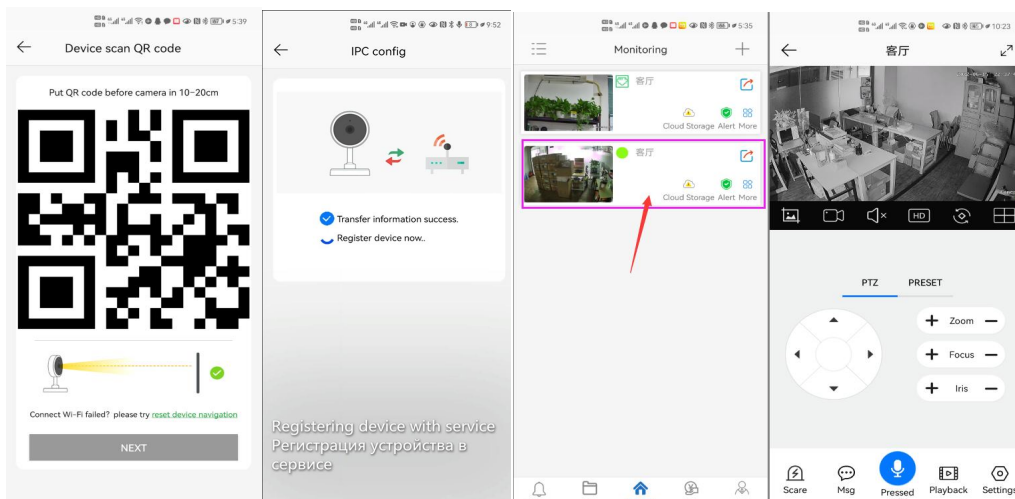 5:39
Device scan QR code
Put QR code before camera in 10-20cm
Connect Wi-Fi failed? please try reset device navigation
NEXT
9:52
IPC config
Transfer information success.
Register device now..
Registering device with service
Регистрация устройства в
сервисе
5:35
Monitoring
客厅
Cloud Storage Alert More
客厅
Cloud Storage Alert More
10:23
客厅
HD
PTZ PRESET
+ Zoom −
+ Focus −
+ Iris −
Scare Msg Pressed Playback Settings